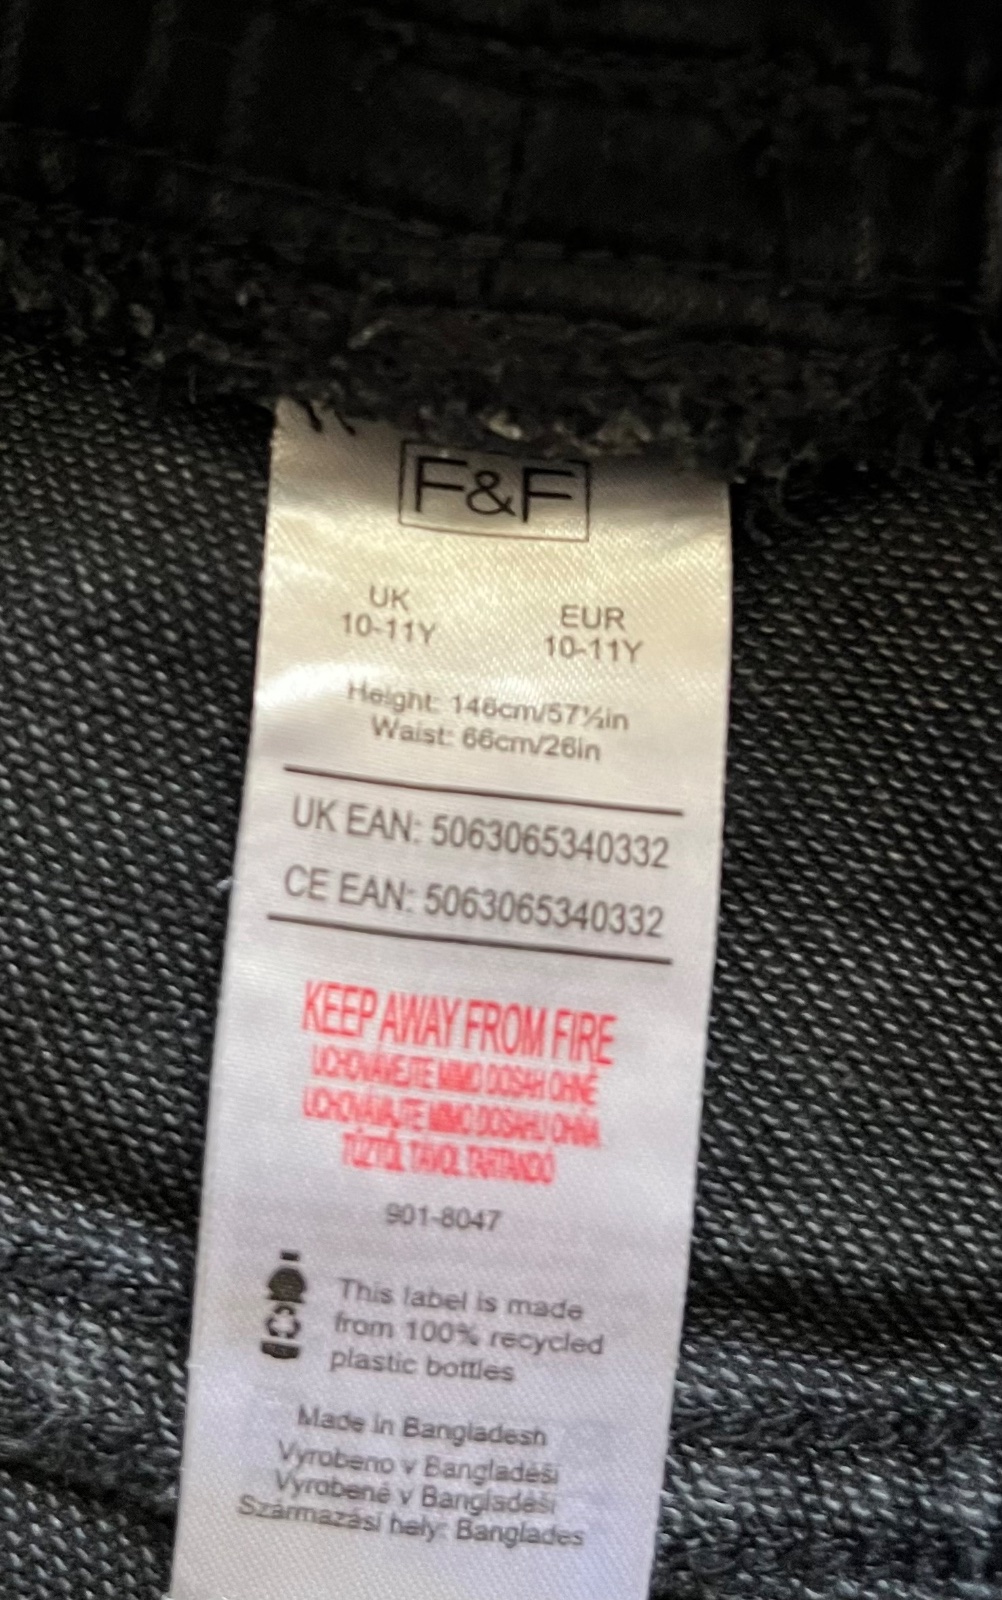 F&F
UK
10-11Y
EUR
10-11Y
Height: 146cm/57½in
Waist: 66cm/26in
UK EAN: 5063065340332
CE EAN: 5063065340332
KEEP AWAY FROM FIRE
UCHOVÁVEJTE MIMO DOSAH OHNĚ
UCHOVÁVAJTE MIMO DOSAHU OHŇA
TŰZTŐL TÁVOL TARTANDÓ
901-8047
This label is made
from 100% recycled
plastic bottles
Made in Bangladesh
Vyrobeno v Bangladéši
Vyrobené v Bangladéši
Származási hely: Banglades